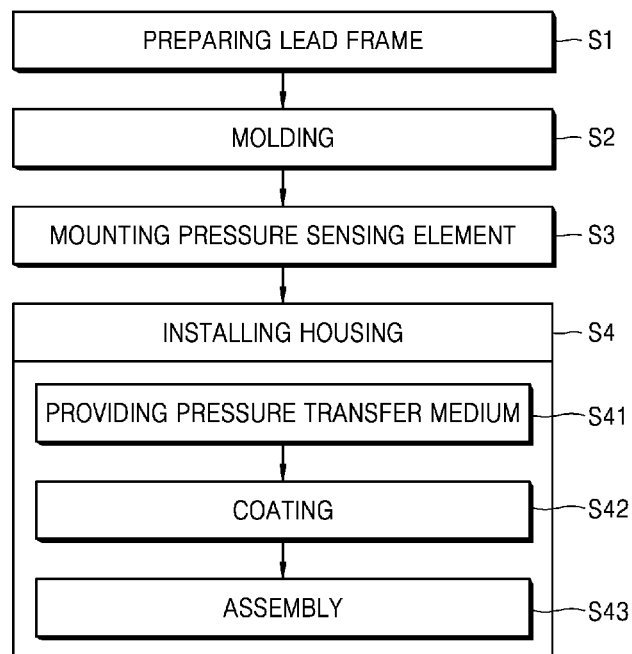 PREPARING LEAD FRAME S1
MOLDING S2
MOUNTING PRESSURE SENSING ELEMENT S3
INSTALLING HOUSING S4
PROVIDING PRESSURE TRANSFER MEDIUM S41
COATING S42
ASSEMBLY S43